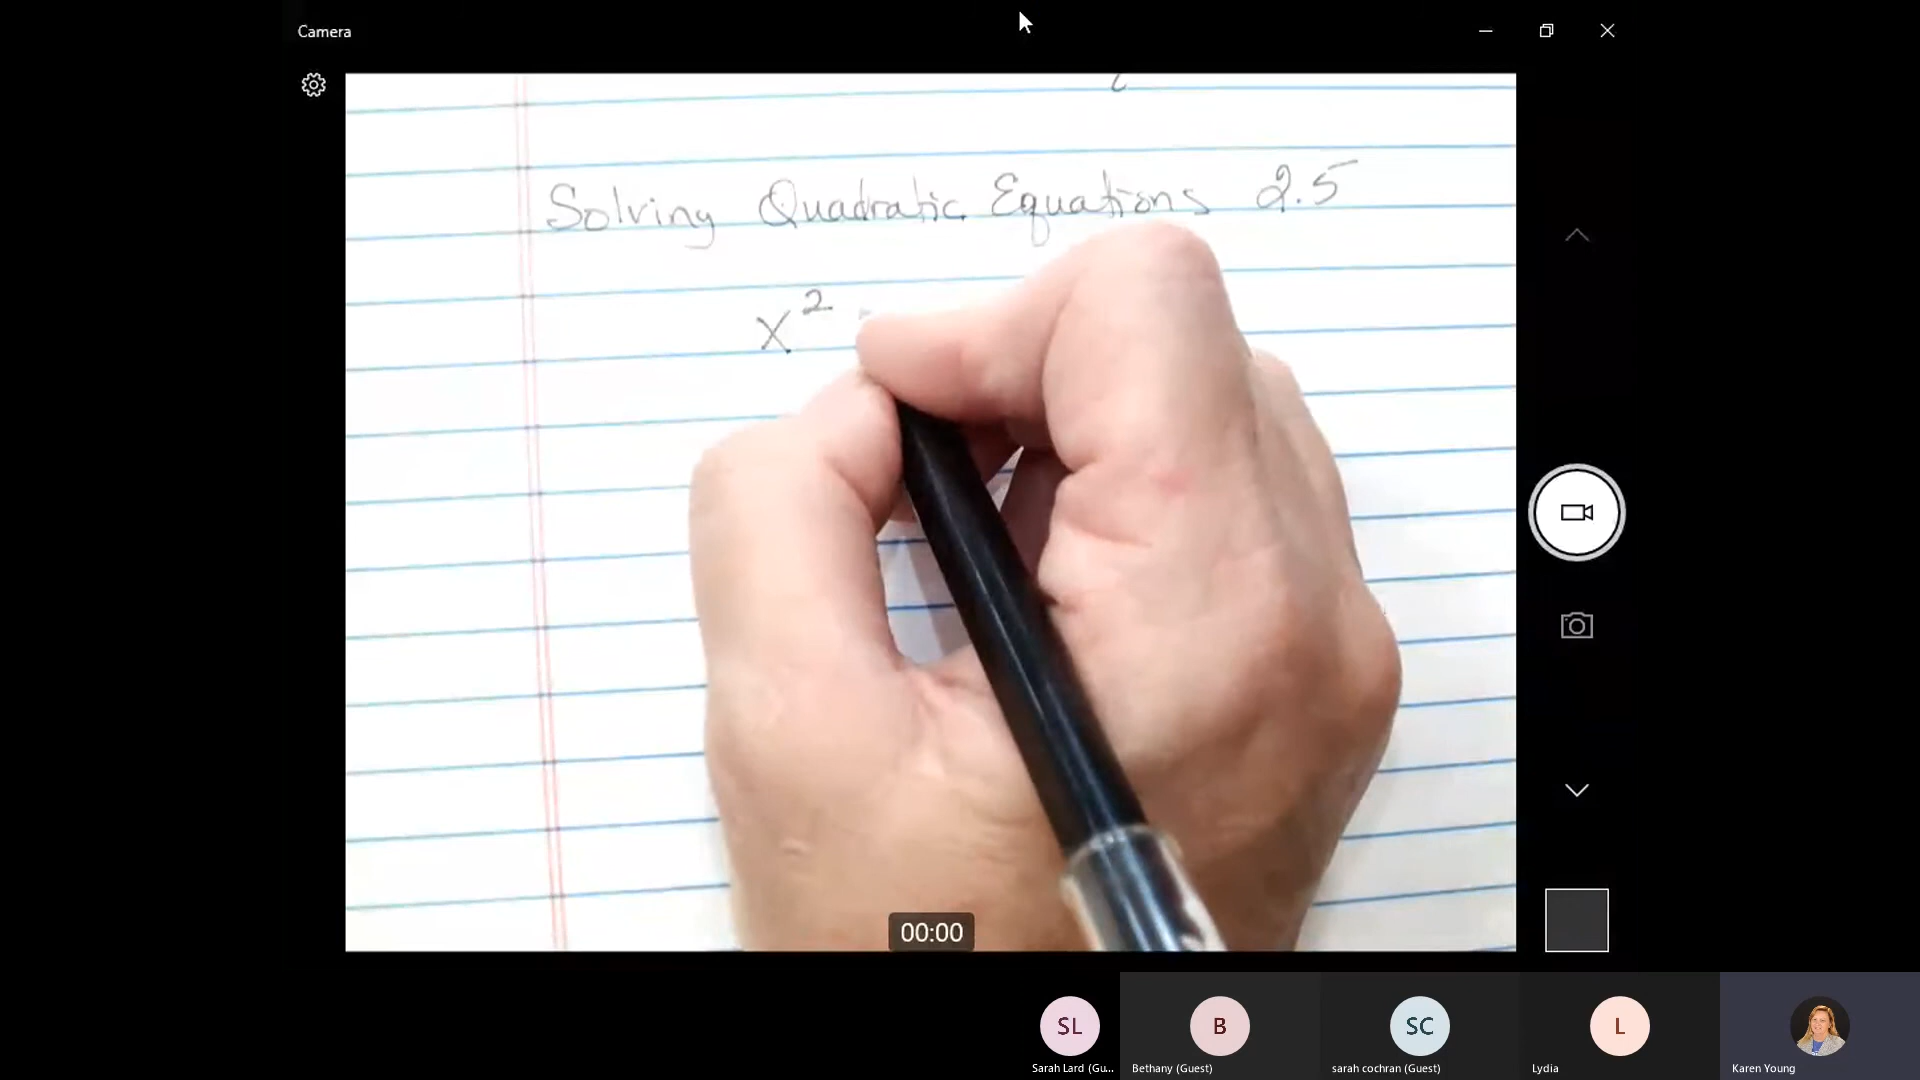 Camera
Solving Quadratic Equations 2.5
x²
00:00
SL
B
SC
L
Sarah Lard (Gu...
Bethany (Guest)
sarah cochran (Guest)
Lydia
Karen Young